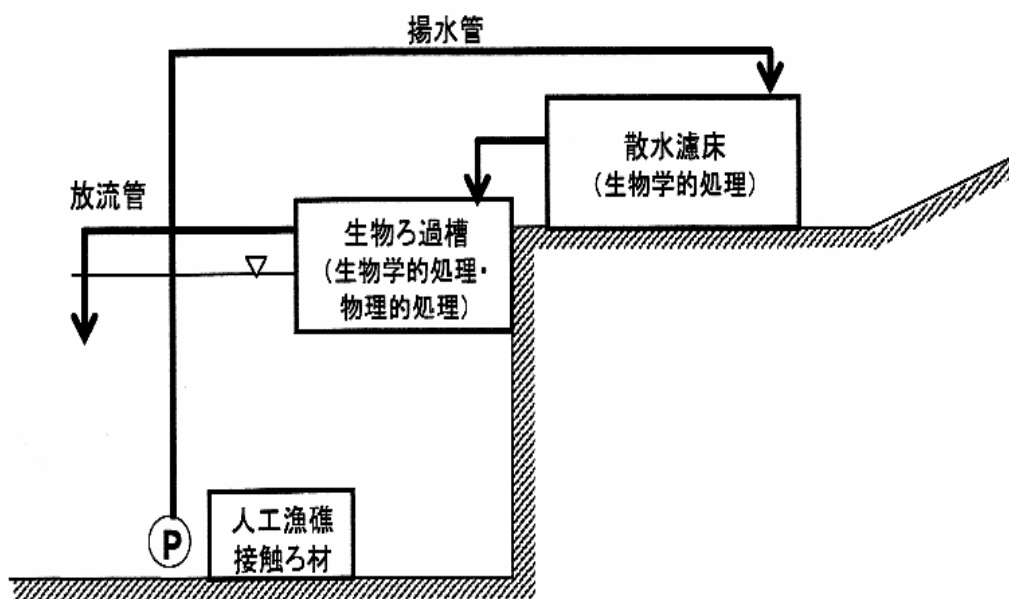 揚水管
散水濾床
(生物学的処理)
放流管
生物ろ過槽
(生物学的処理・
物理的処理)
人工漁礁
接触ろ材
P